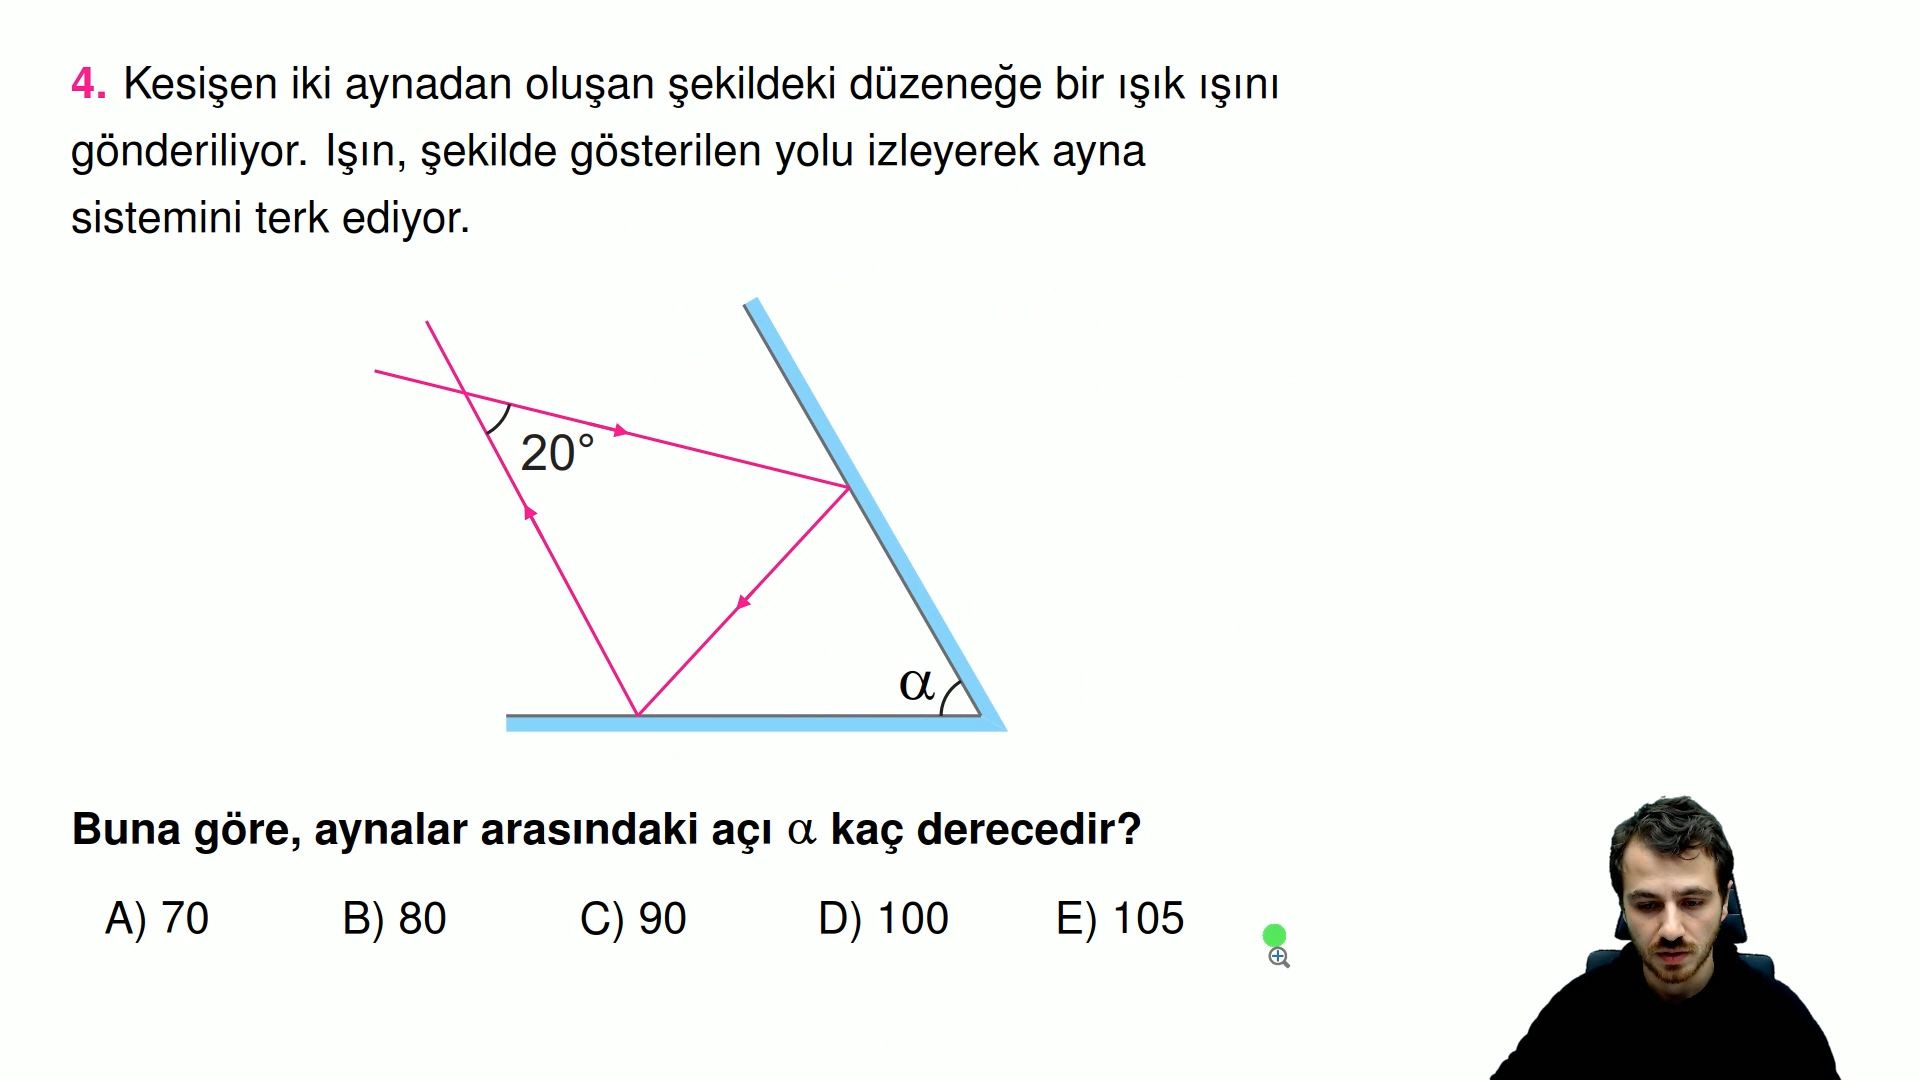 4. Kesişen iki aynadan oluşan şekildeki düzeneğe bir ışık ışını
gönderiliyor. Işın, şekilde gösterilen yolu izleyerek ayna
sistemini terk ediyor.
20°
α
Buna göre, aynalar arasındaki açı α kaç derecedir?
A) 70 B) 80 C) 90 D) 100 E) 105